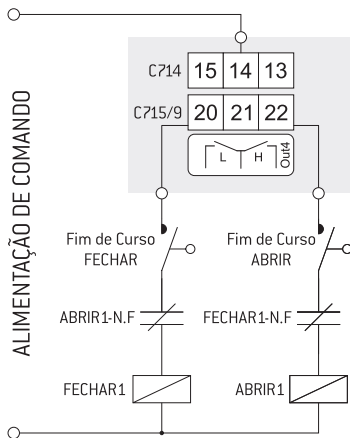 ALIMENTAÇÃO DE COMANDO
C714 15 14 13
C715/9 20 21 22
L H Out4
Fim de Curso
FECHAR
Fim de Curso
ABRIR
ABRIR1-N.F
FECHAR1-N.F
FECHAR1
ABRIR1